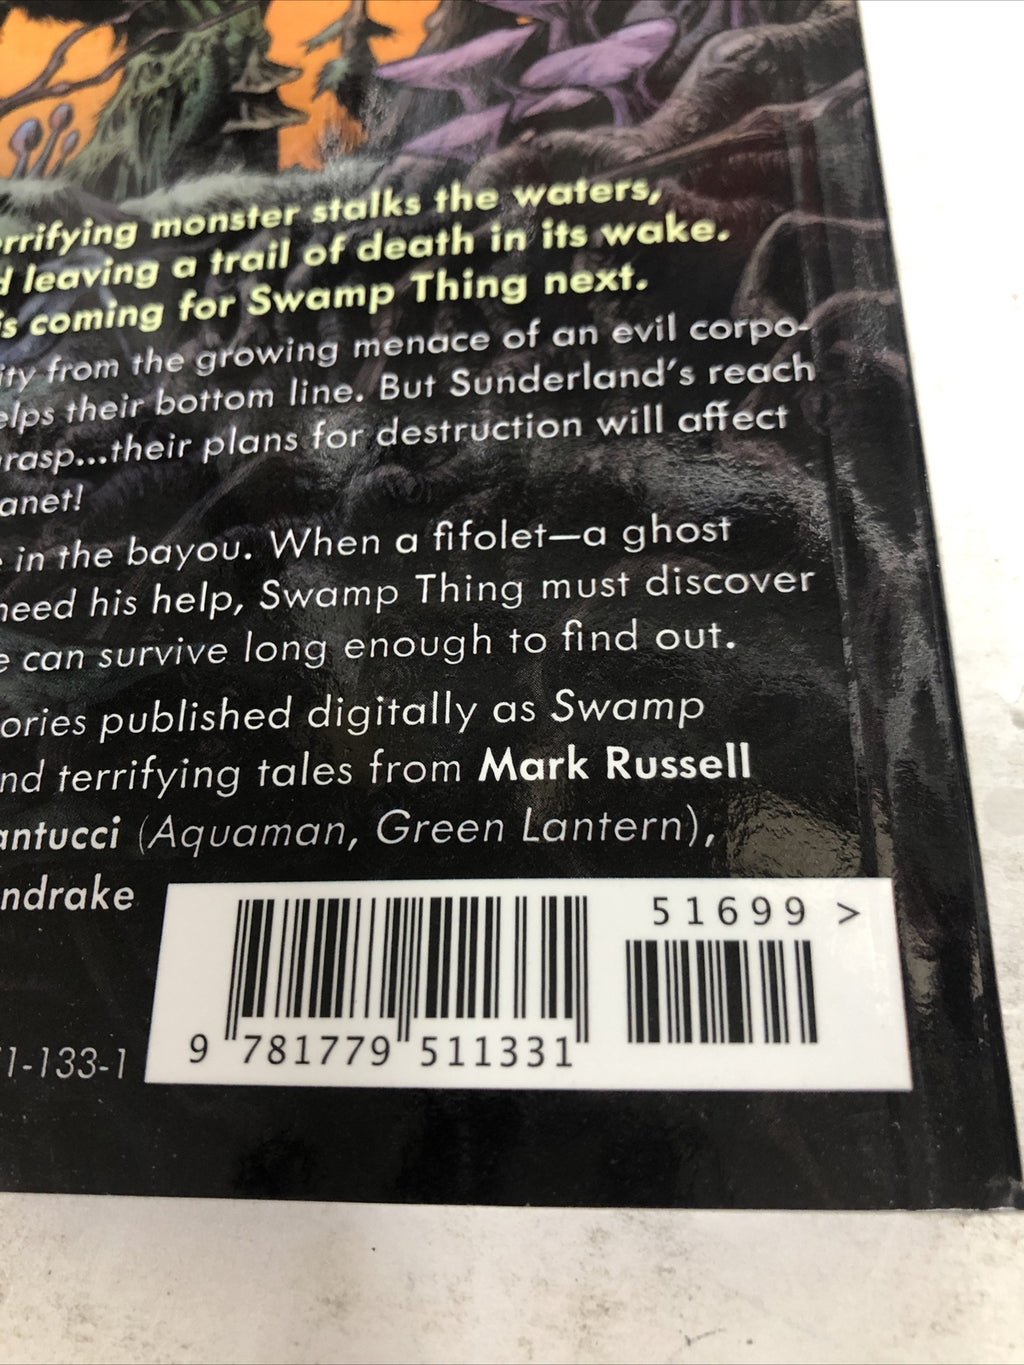 errifying monster stalks the waters,
d leaving a trail of death in its wake.
is coming for Swamp Thing next.
ity from the growing menace of an evil corpo-
elps their bottom line. But Sunderland's reach
grasp...their plans for destruction will affect
anet!
in the bayou. When a fifolet—a ghost
need his help, Swamp Thing must discover
e can survive long enough to find out.
ories published digitally as Swamp
nd terrifying tales from Mark Russell
antucci (Aquaman, Green Lantern),
ndrake
51699 >
9 781779 511331
1-133-1